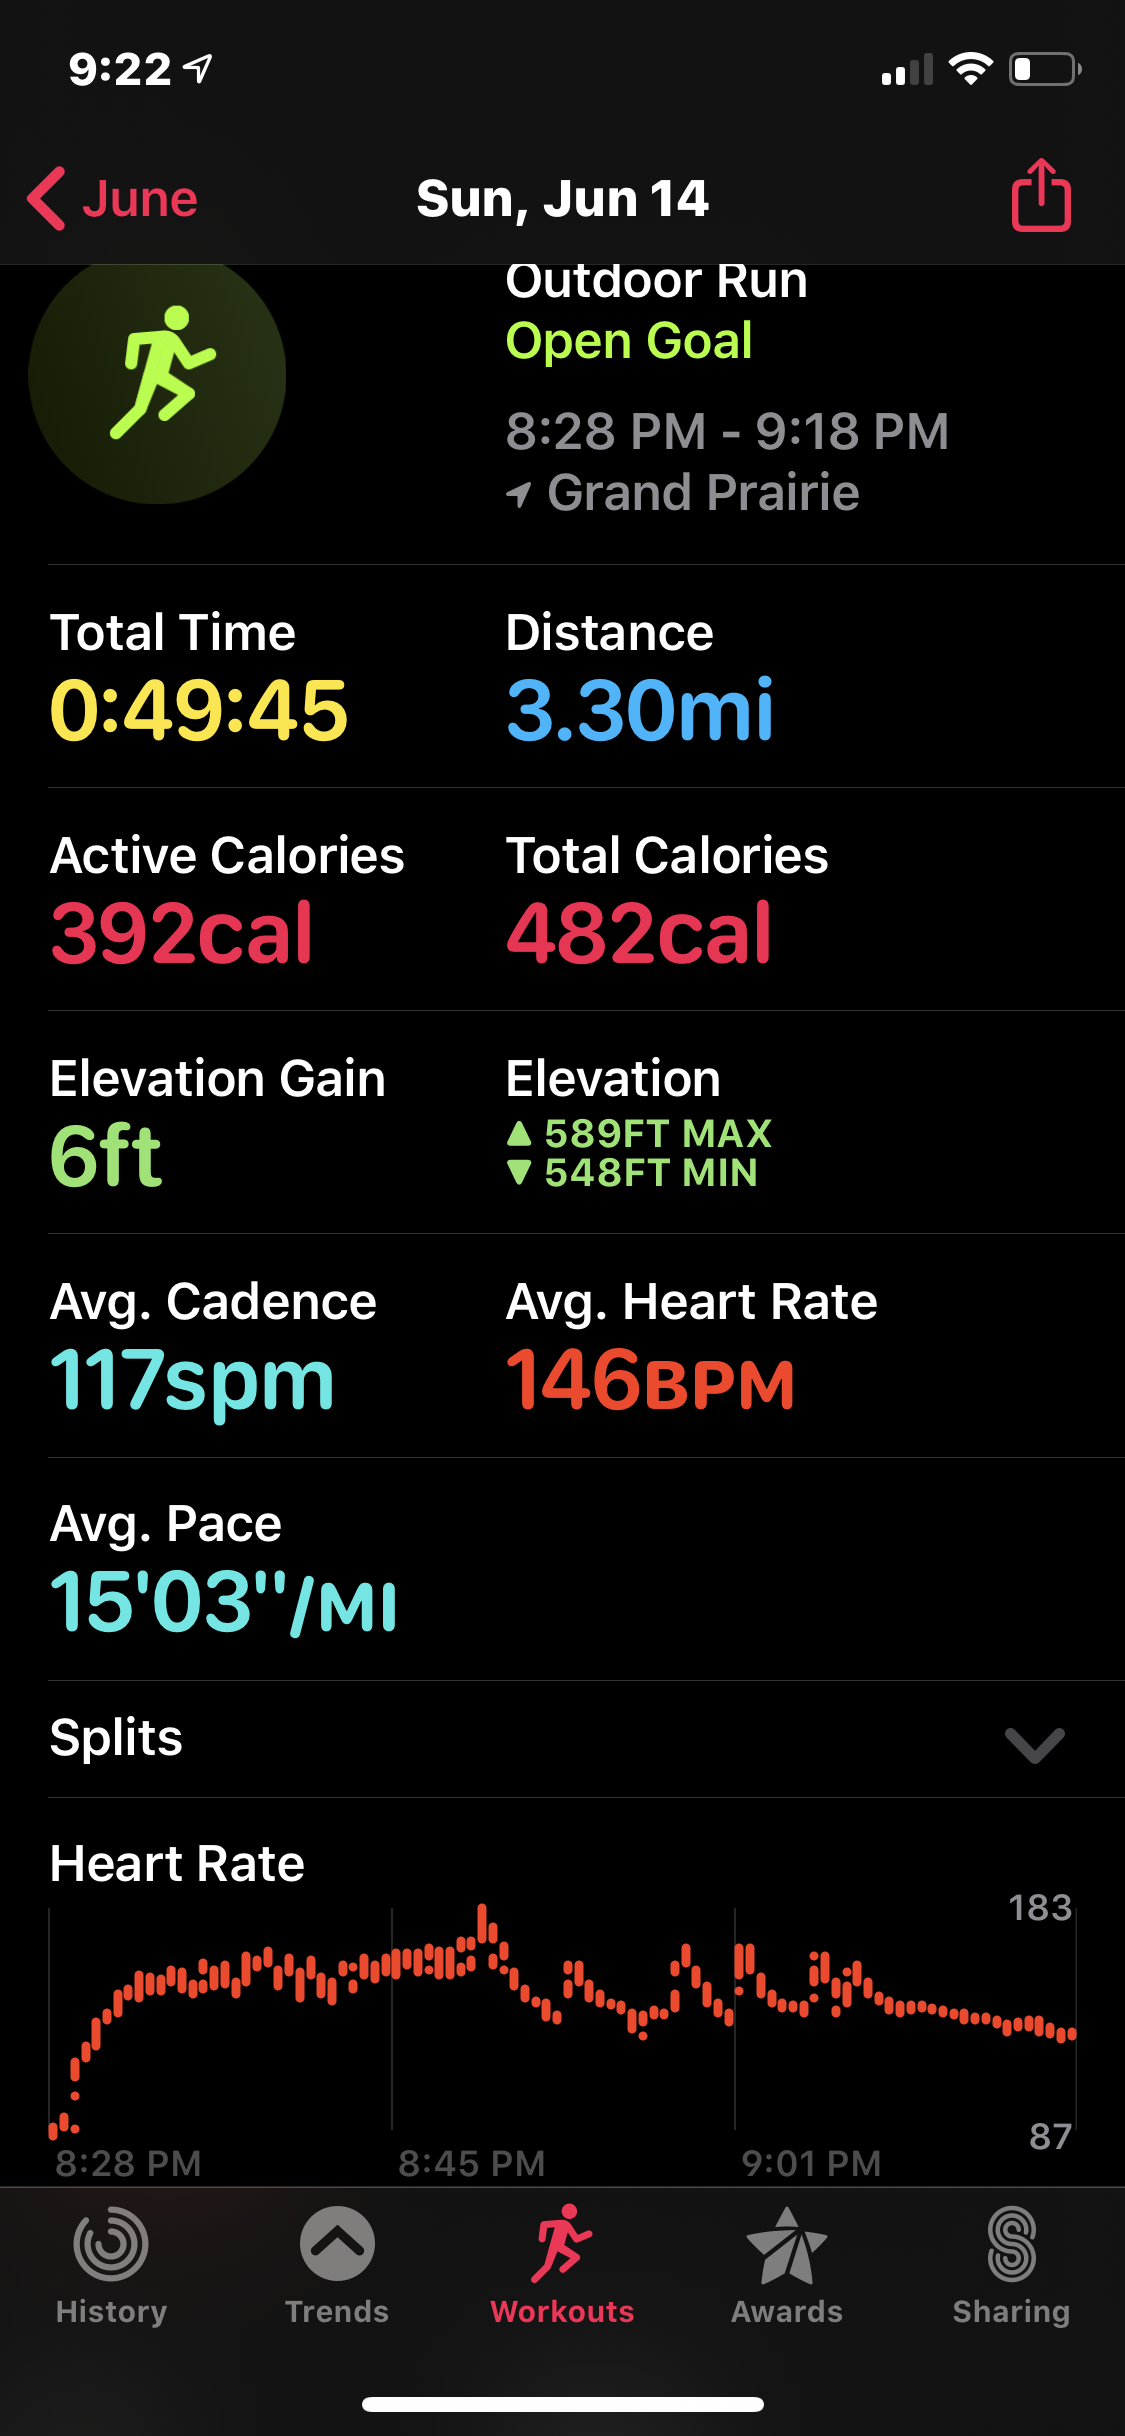 9:22
June
Sun, Jun 14
Outdoor Run
Open Goal
8:28 PM - 9:18 PM
Grand Prairie
Total Time
Distance
0:49:45
3.30mi
Active Calories
Total Calories
392cal
482cal
Elevation Gain
Elevation
6ft
589FT MAX
548FT MIN
Avg. Cadence
Avg. Heart Rate
117spm
146BPM
Avg. Pace
15'03''/MI
Splits
Heart Rate
183
87
8:28 PM
8:45 PM
9:01 PM
History
Trends
Workouts
Awards
Sharing